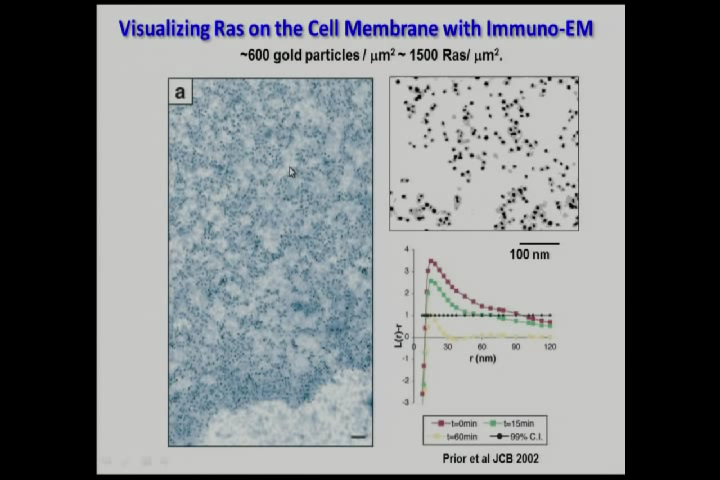 Visualizing Ras on the Cell Membrane with Immuno-EM
~600 gold particles / μm² ~ 1500 Ras/ μm².
a
100 nm
4
3
2
1
0
-1
-2
-3
L(r)-r
0 30 60 90 120
r (nm)
t=0min t=15min
t=60min 99% C.I.
Prior et al JCB 2002